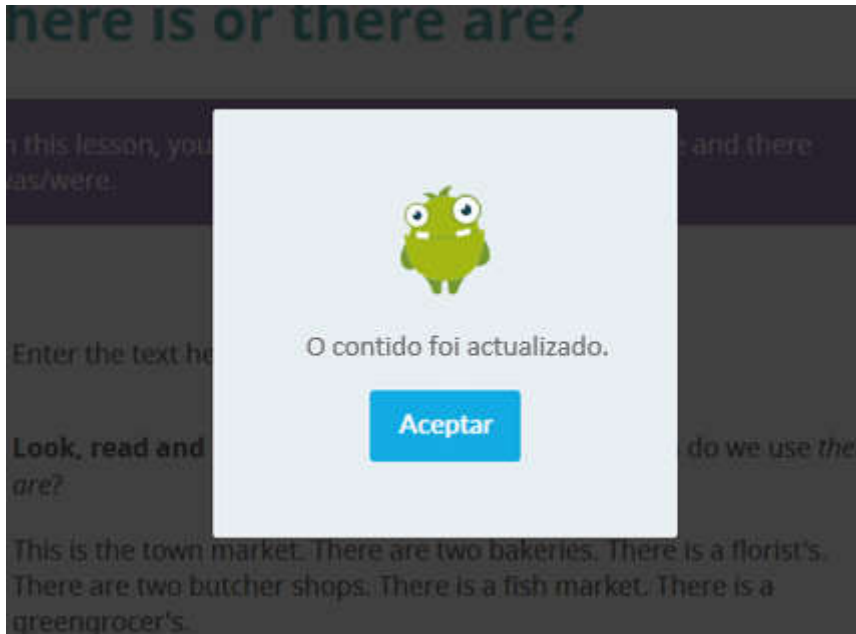 here is or there are?
n this lesson, you e and there
was/were.
O contido foi actualizado.
Enter the text he
Aceptar
Look, read and do we use the
are?
This is the town market. There are two bakeries. There is a florist's.
There are two butcher shops. There is a fish market. There is a
greengrocer's.